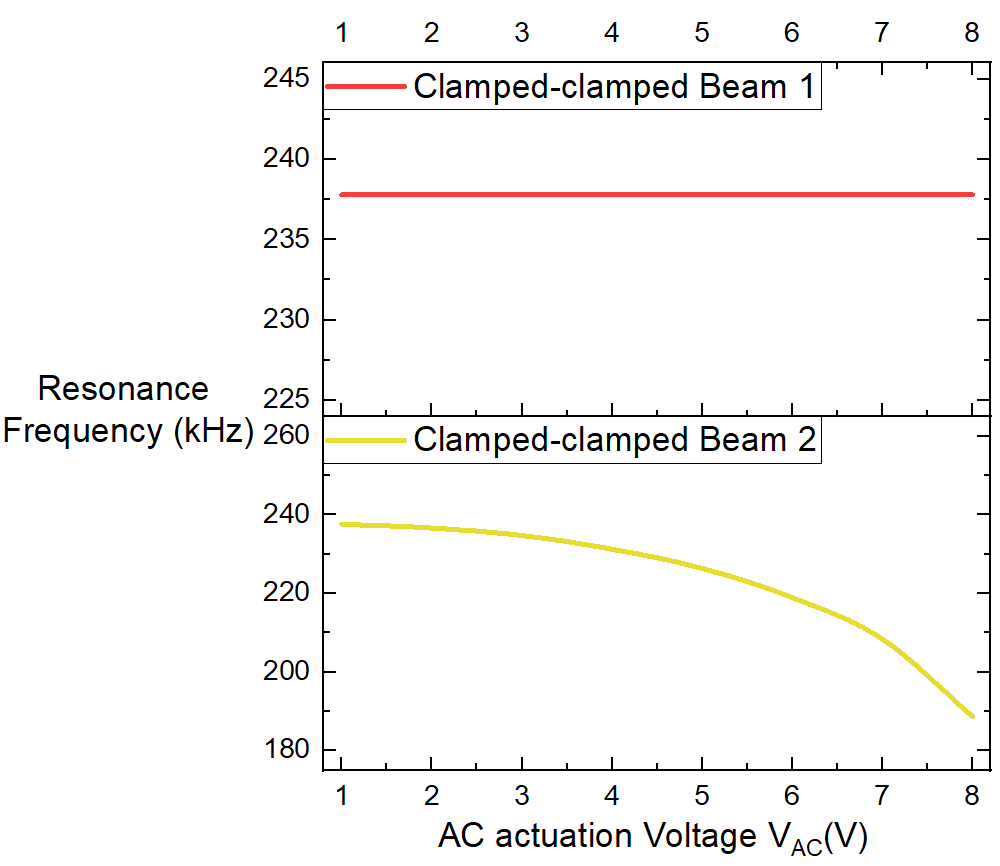 1 2 3 4 5 6 7 8
245
Clamped-clamped Beam 1
240
235
230
225
Resonance
Frequency (kHz)
260
Clamped-clamped Beam 2
240
220
200
180
1 2 3 4 5 6 7 8
AC actuation Voltage VAC(V)